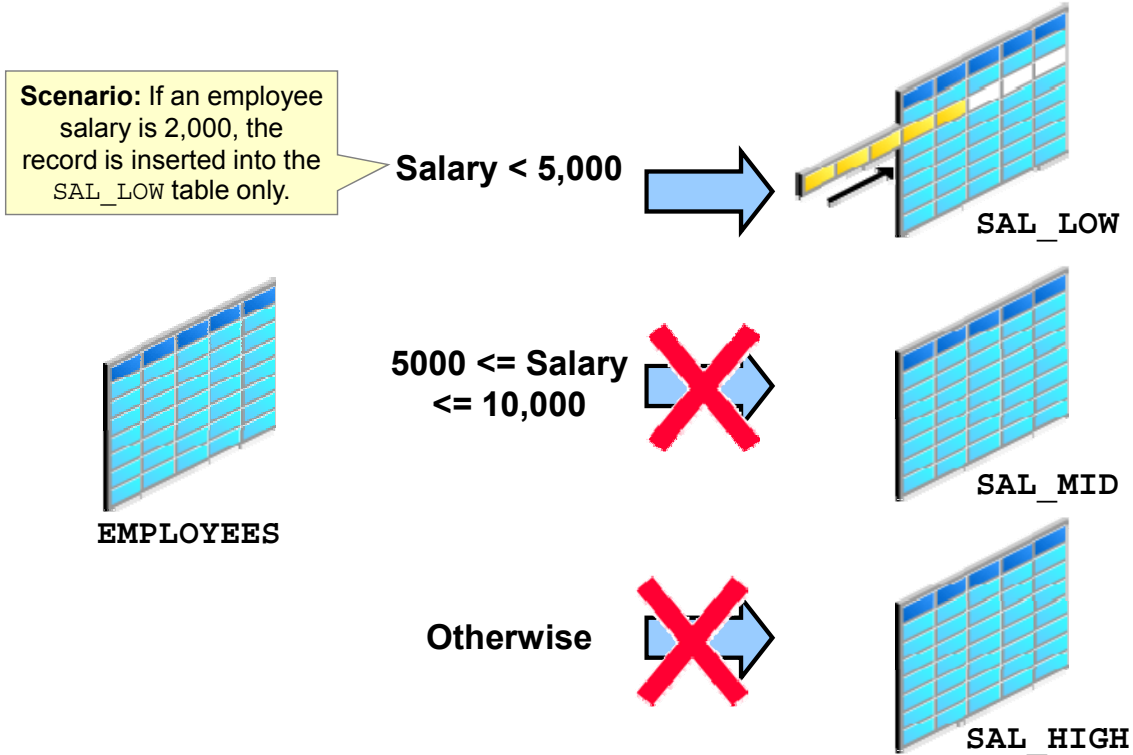 Scenario: If an employee
salary is 2,000, the
record is inserted into the
SAL_LOW table only.
Salary < 5,000
SAL_LOW
5000 <= Salary
<= 10,000
SAL_MID
EMPLOYEES
Otherwise
SAL_HIGH